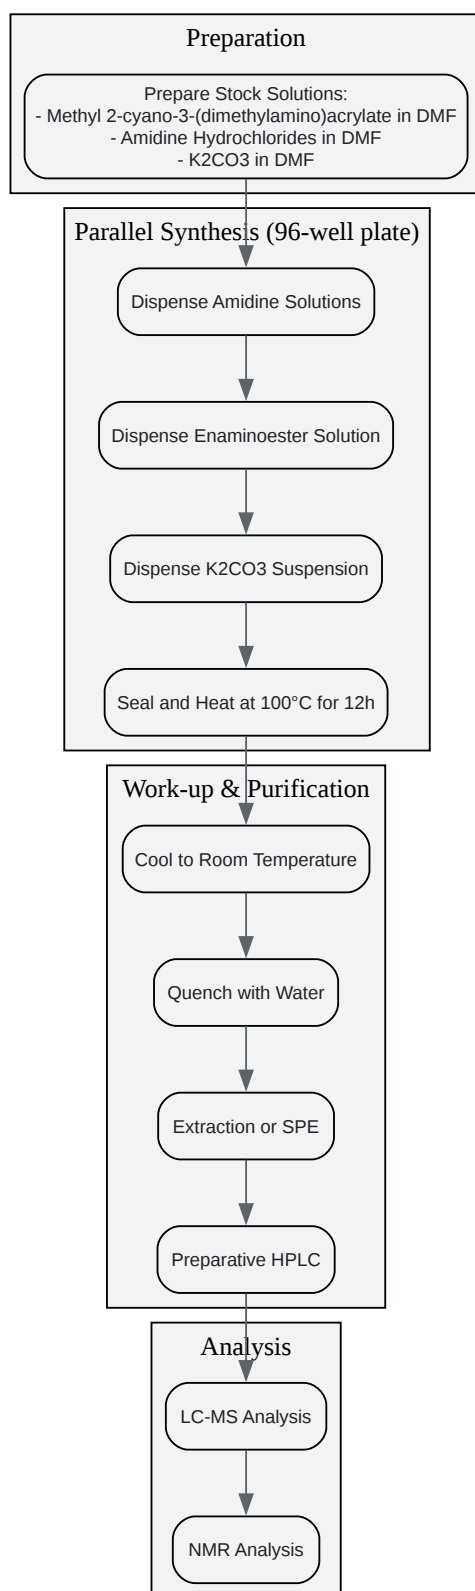 Preparation
Prepare Stock Solutions:
- Methyl 2-cyano-3-(dimethylamino)acrylate in DMF
- Amidine Hydrochlorides in DMF
- K2CO3 in DMF
Parallel Synthesis (96-well plate)
Dispense Amidine Solutions
Dispense Enaminoester Solution
Dispense K2CO3 Suspension
Seal and Heat at 100°C for 12h
Work-up & Purification
Cool to Room Temperature
Quench with Water
Extraction or SPE
Preparative HPLC
Analysis
LC-MS Analysis
NMR Analysis